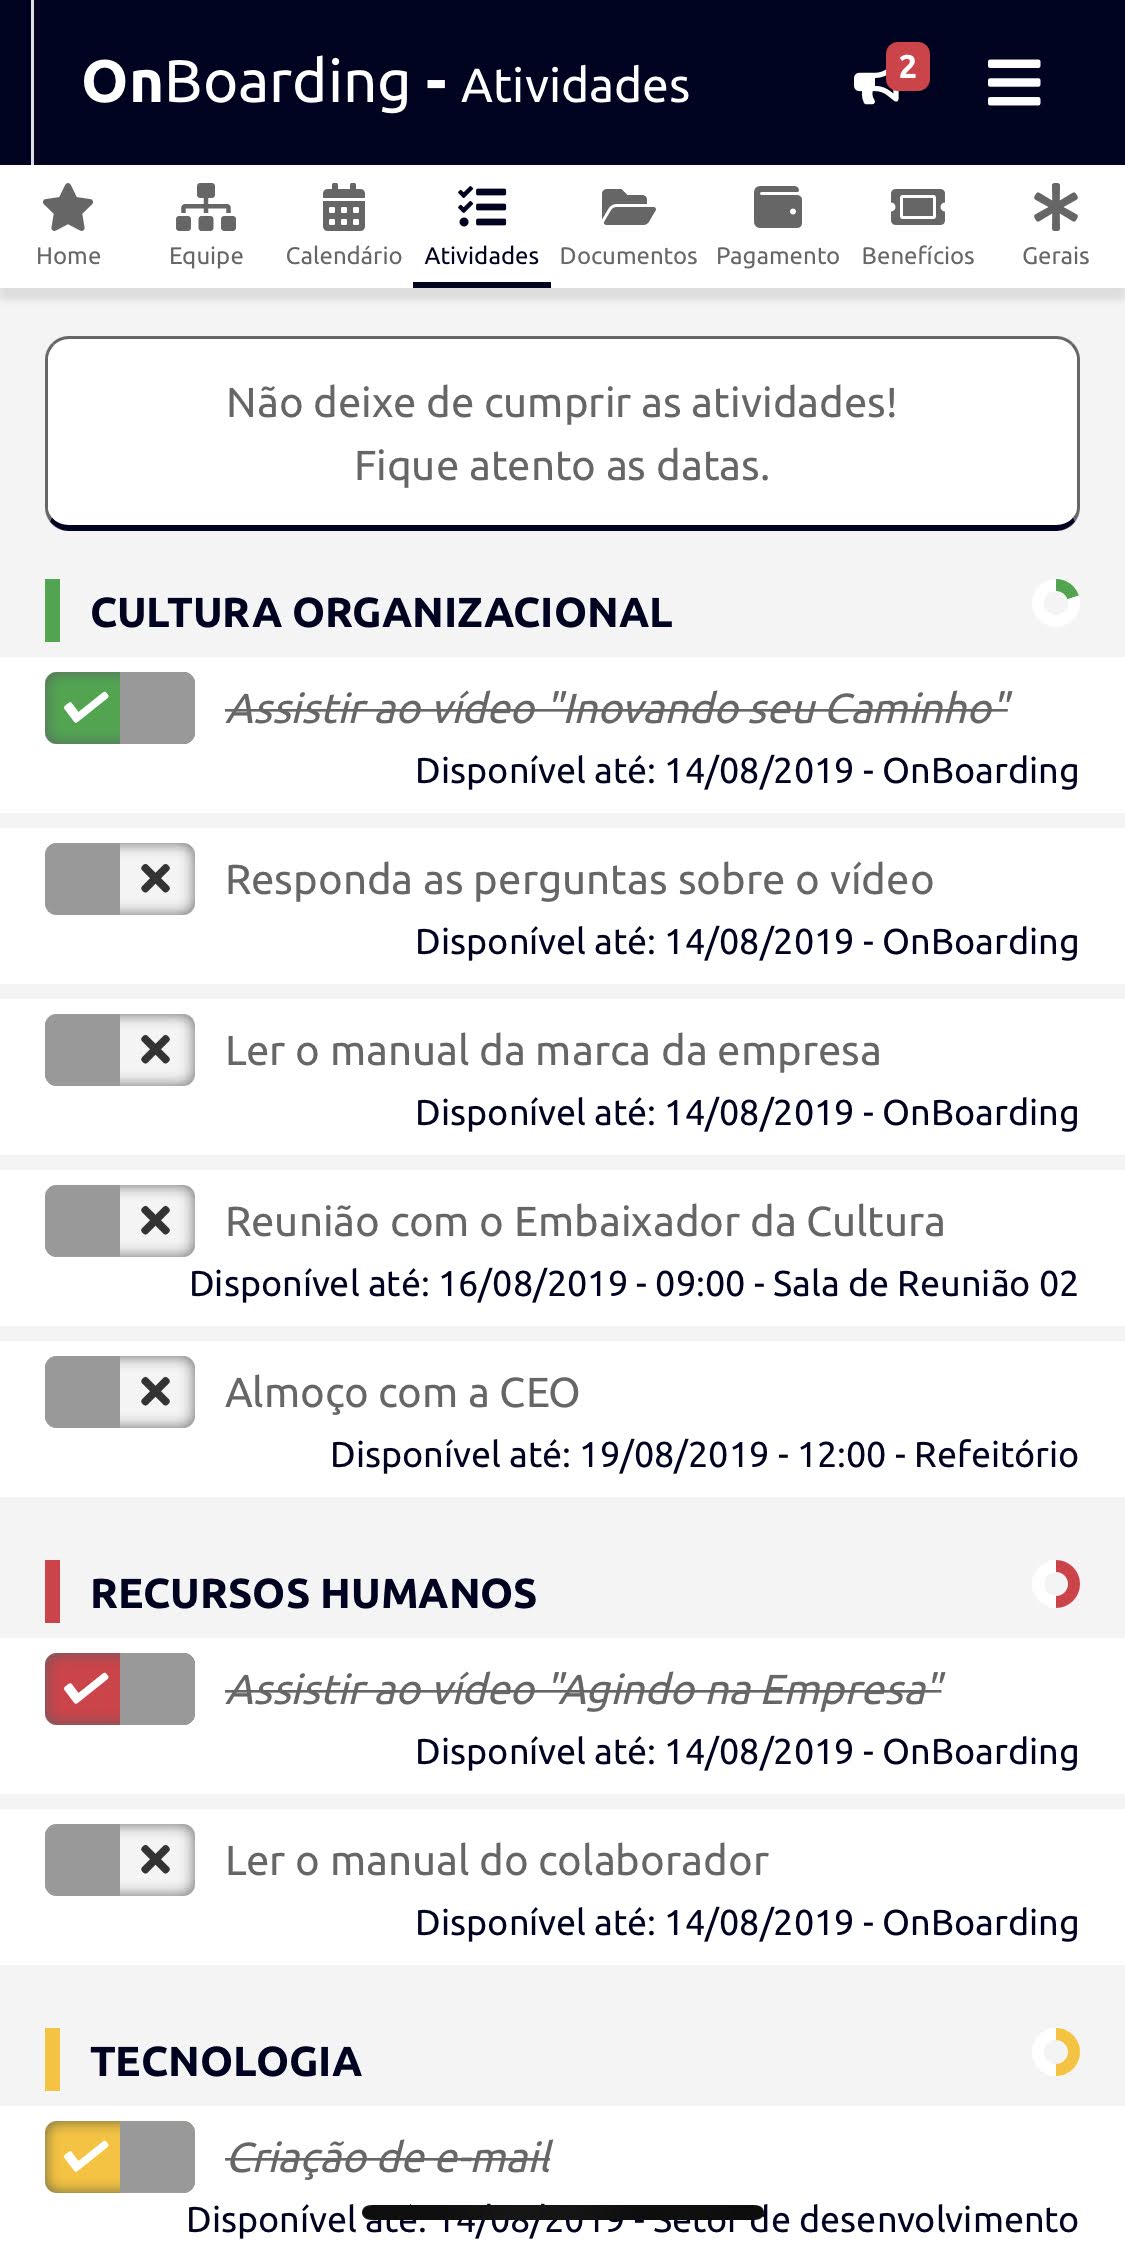 OnBoarding - Atividades
2
Home Equipe Calendário Atividades Documentos Pagamento Benefícios Gerais
Não deixe de cumprir as atividades!
Fique atento as datas.
CULTURA ORGANIZACIONAL
Assistir ao vídeo "Inovando seu Caminho"
Disponível até: 14/08/2019 - OnBoarding
Responda as perguntas sobre o vídeo
Disponível até: 14/08/2019 - OnBoarding
Ler o manual da marca da empresa
Disponível até: 14/08/2019 - OnBoarding
Reunião com o Embaixador da Cultura
Disponível até: 16/08/2019 - 09:00 - Sala de Reunião 02
Almoço com a CEO
Disponível até: 19/08/2019 - 12:00 - Refeitório
RECURSOS HUMANOS
Assistir ao vídeo "Agindo na Empresa"
Disponível até: 14/08/2019 - OnBoarding
Ler o manual do colaborador
Disponível até: 14/08/2019 - OnBoarding
TECNOLOGIA
Criação de e-mail
Disponível até: 14/08/2019 - Setor de desenvolvimento